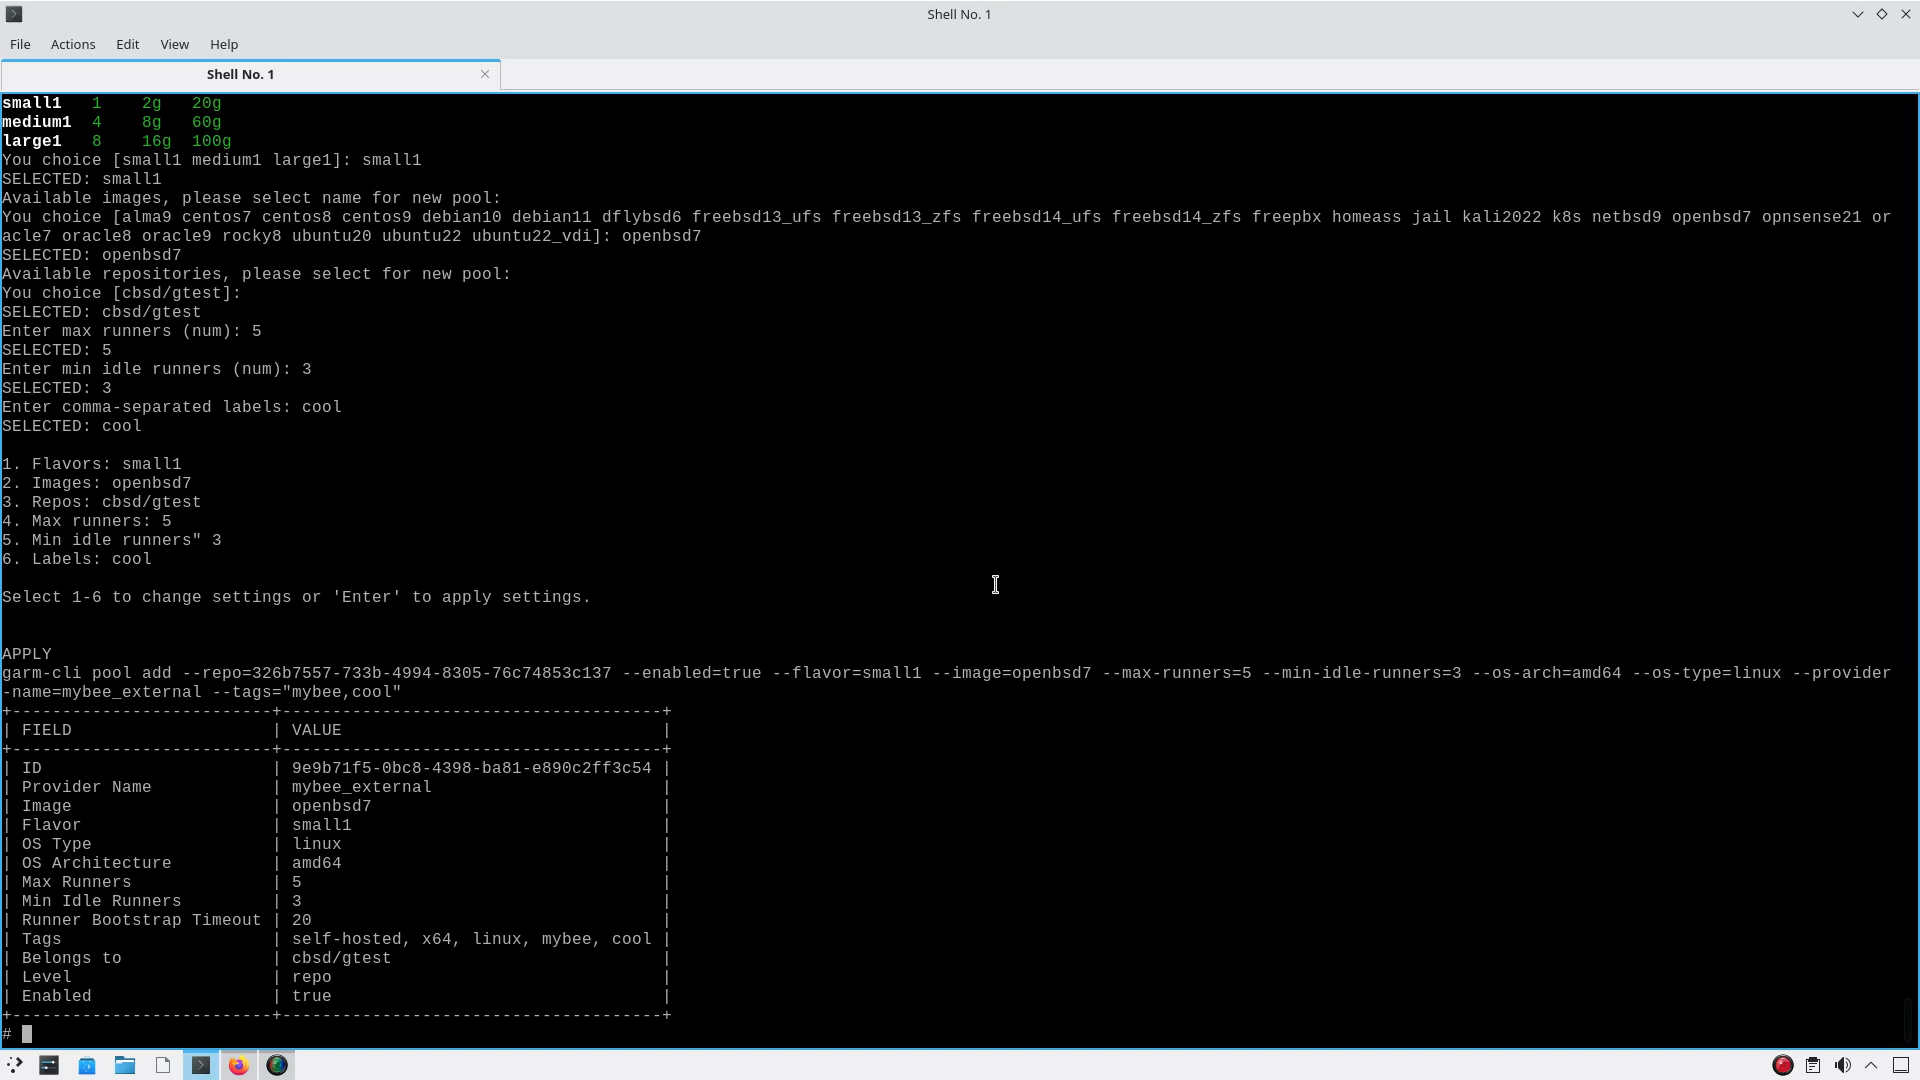 Shell No. 1
File Actions Edit View Help
Shell No. 1
small1 1 2g 20g
medium1 4 8g 60g
large1 8 16g 100g
You choice [small1 medium1 large1]: small1
SELECTED: small1
Available images, please select name for new pool:
You choice [alma9 centos7 centos8 centos9 debian10 debian11 dflybsd6 freebsd13_ufs freebsd13_zfs freebsd14_ufs freebsd14_zfs freepbx homeass jail kali2022 k8s netbsd9 openbsd7 opnsense21 or
acle7 oracle8 oracle9 rocky8 ubuntu20 ubuntu22 ubuntu22_vdi]: openbsd7
SELECTED: openbsd7
Available repositories, please select for new pool:
You choice [cbsd/gtest]:
SELECTED: cbsd/gtest
Enter max runners (num): 5
SELECTED: 5
Enter min idle runners (num): 3
SELECTED: 3
Enter comma-separated labels: cool
SELECTED: cool
1. Flavors: small1
2. Images: openbsd7
3. Repos: cbsd/gtest
4. Max runners: 5
5. Min idle runners" 3
6. Labels: cool
Select 1-6 to change settings or 'Enter' to apply settings.
APPLY
garm-cli pool add --repo=326b7557-733b-4994-8305-76c74853c137 --enabled=true --flavor=small1 --image=openbsd7 --max-runners=5 --min-idle-runners=3 --os-arch=amd64 --os-type=linux --provider
-name=mybee_external --tags="mybee,cool"
+--------------------------+--------------------------------------+
| FIELD | VALUE |
+--------------------------+--------------------------------------+
| ID | 9e9b71f5-0bc8-4398-ba81-e890c2ff3c54 |
| Provider Name | mybee_external |
| Image | openbsd7 |
| Flavor | small1 |
| OS Type | linux |
| OS Architecture | amd64 |
| Max Runners | 5 |
| Min Idle Runners | 3 |
| Runner Bootstrap Timeout | 20 |
| Tags | self-hosted, x64, linux, mybee, cool |
| Belongs to | cbsd/gtest |
| Level | repo |
| Enabled | true |
+--------------------------+--------------------------------------+
#